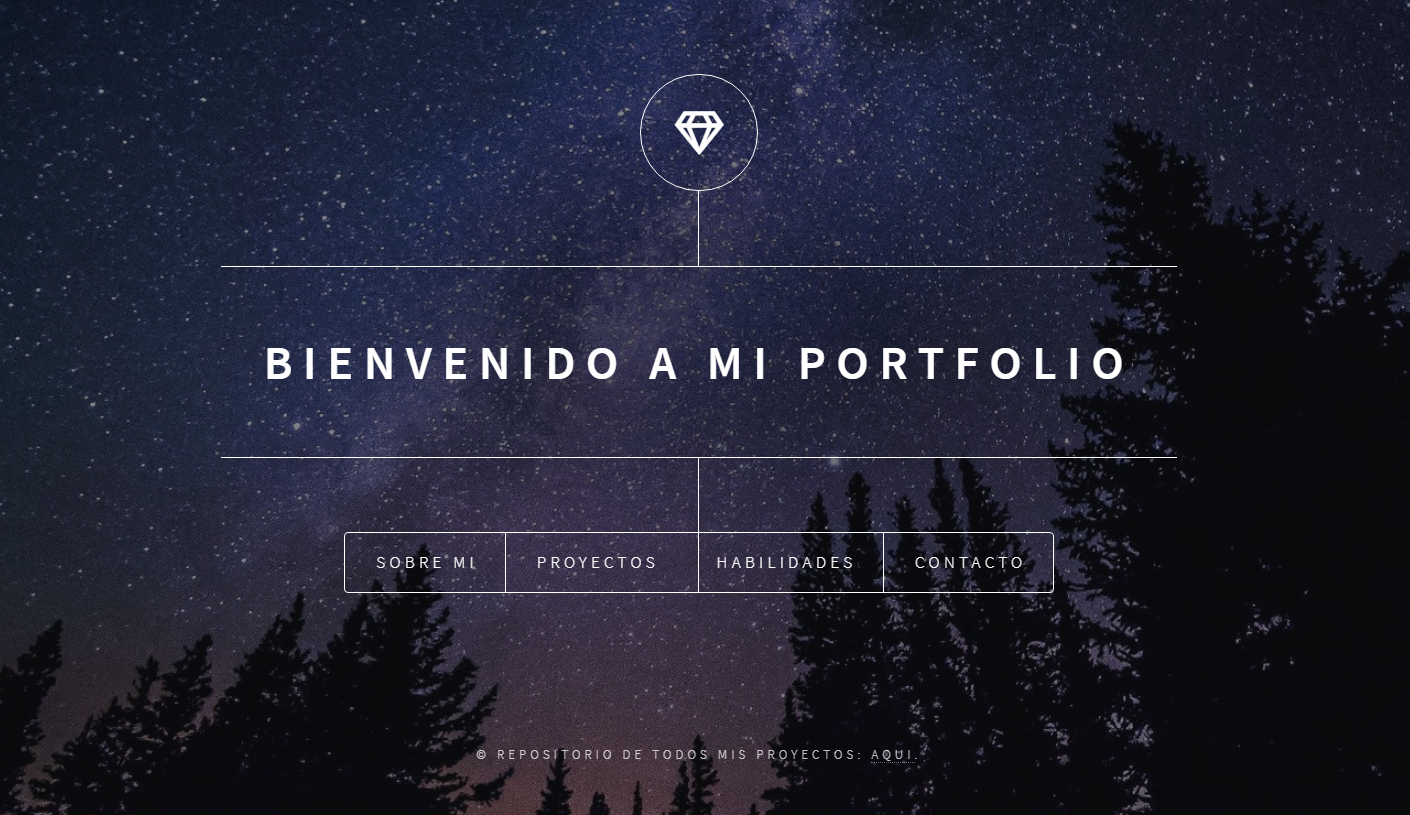 BIENVENIDO A MI PORTFOLIO
SOBRE MI PROYECTOS HABILIDADES CONTACTO
© REPOSITORIO DE TODOS MIS PROYECTOS: AQUI.